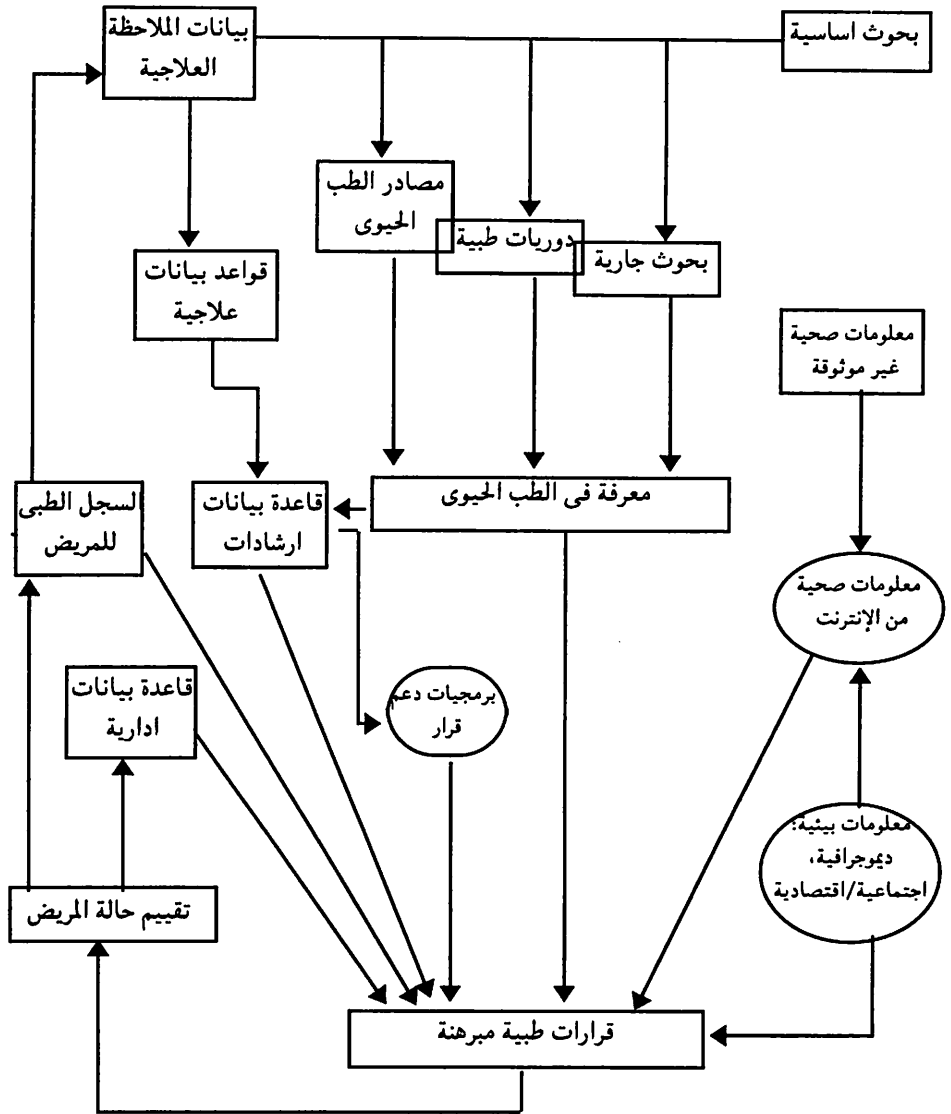 بحوث اساسية
بيانات الملاحظة
العلاجية
مصادر الطب
الحيوى
دوريات طبية
بحوث جارية
قواعد بيانات
علاجية
معلومات صحية
غير موثوقة
معرفة فى الطب الحيوى
قاعدة بيانات
ارشادات
لسجل الطبى
للمريض
معلومات صحية
من الإنترنت
برمجيات دعم
قرار
قاعدة بيانات
ادارية
معلومات بيئية:
ديموجرافية،
اجتماعية/اقتصادية
تقييم حالة المريض
قرارات طبية مبرهنة